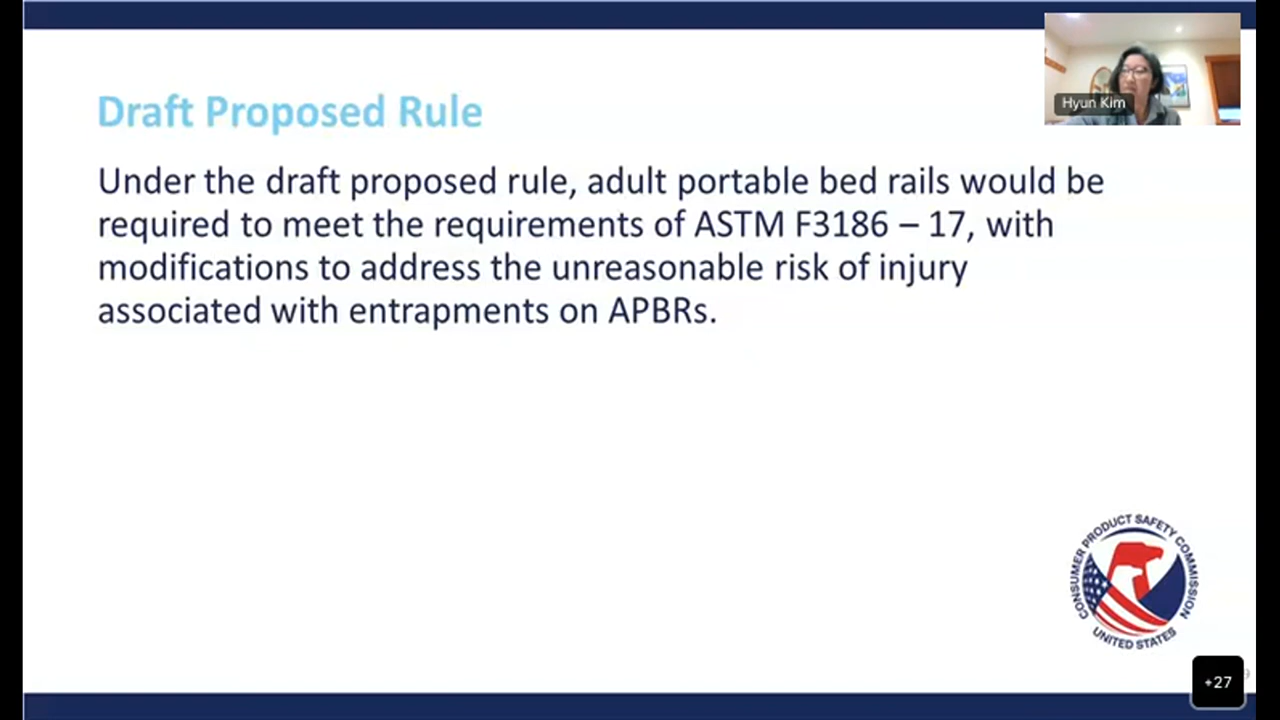 Hyun Kim
Draft Proposed Rule
Under the draft proposed rule, adult portable bed rails would be
required to meet the requirements of ASTM F3186 – 17, with
modifications to address the unreasonable risk of injury
associated with entrapments on APBRs.
CONSUMER PRODUCT SAFETY COMMISSION
UNITED STATES
+27